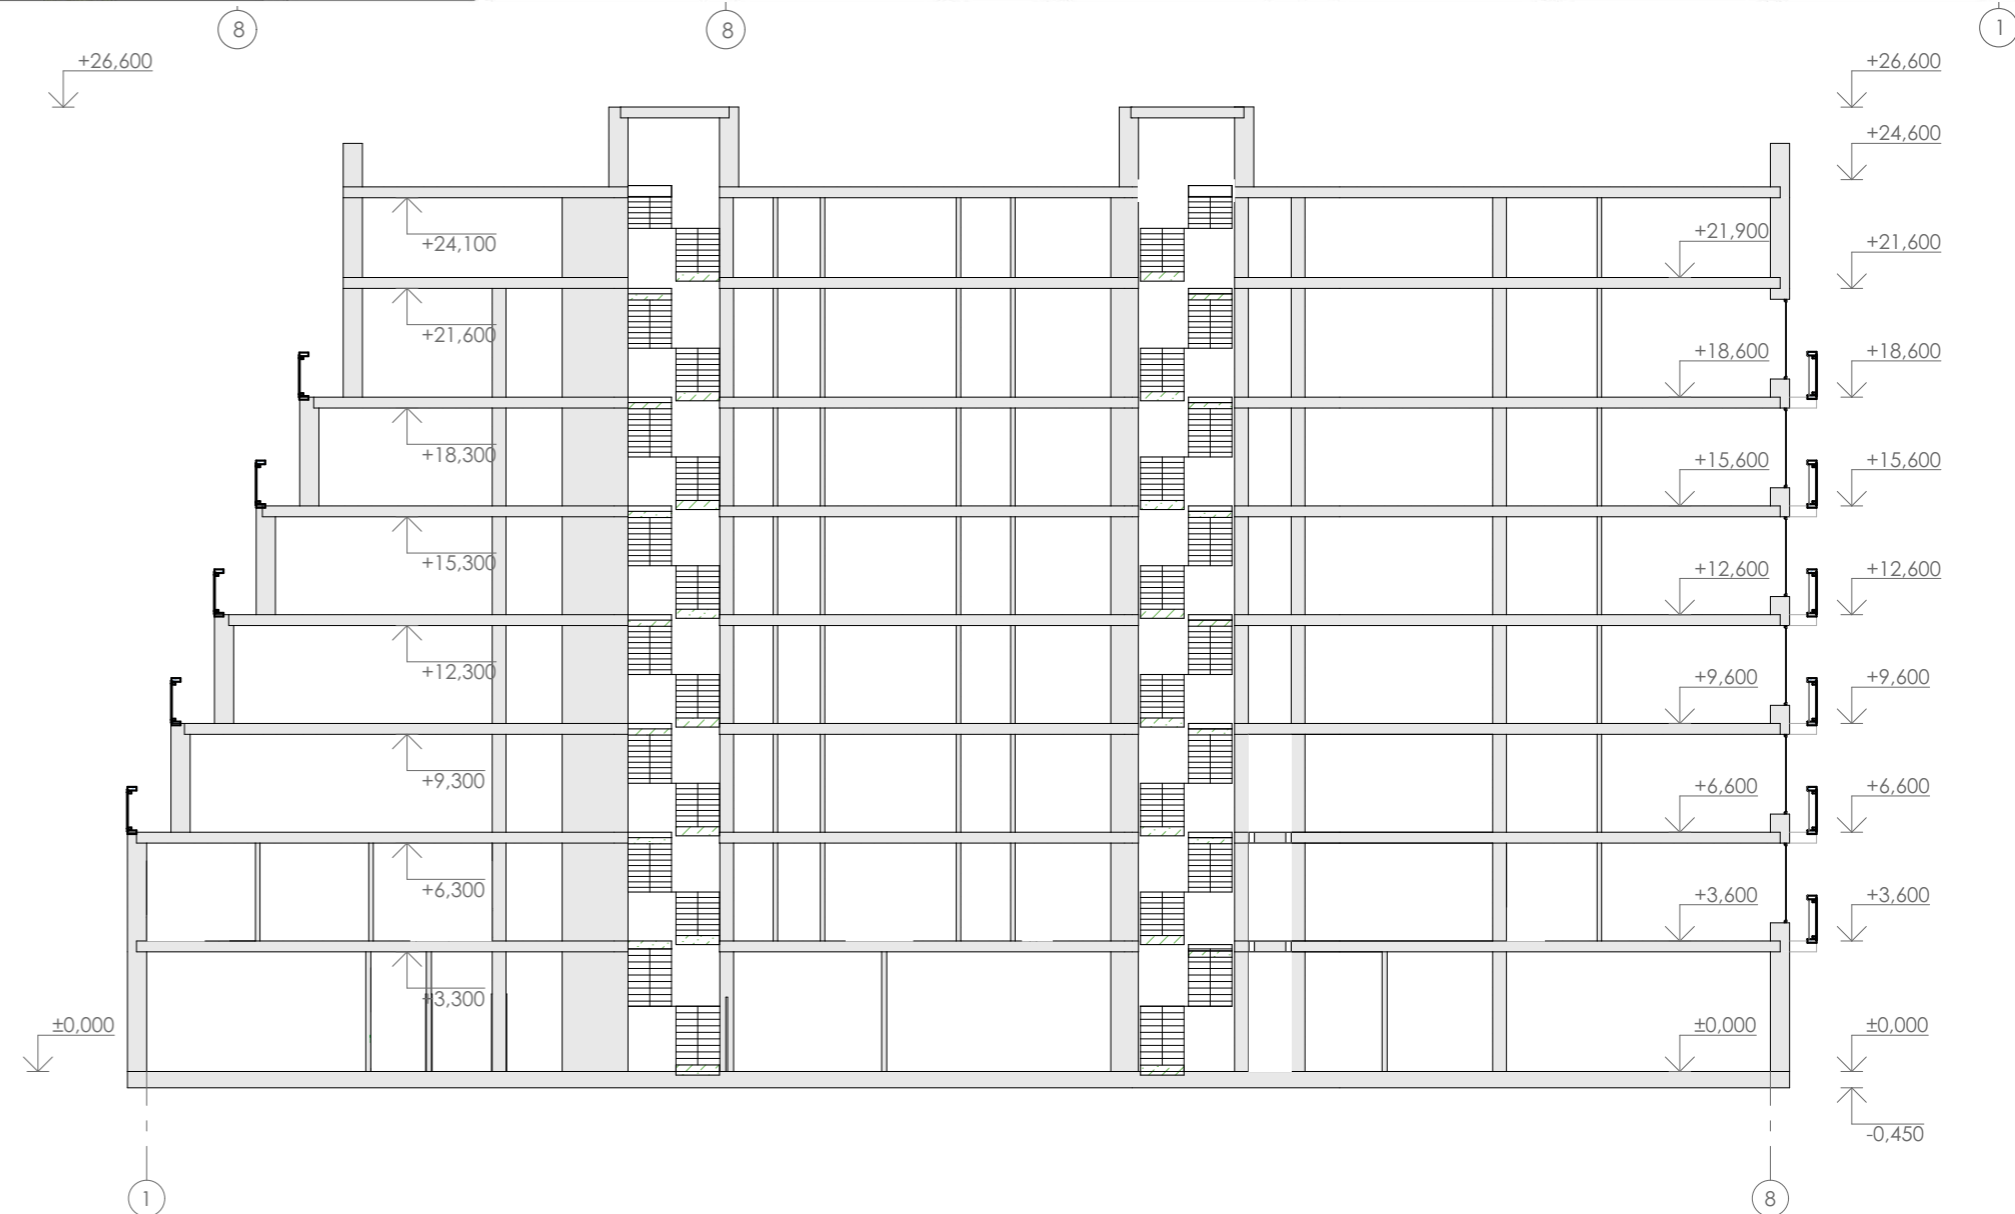 8 8 1
+26,600 +26,600
+24,600
+24,100 +21,900 +21,600
+21,600 +18,600 +18,600
+18,300 +15,600 +15,600
+15,300 +12,600 +12,600
+12,300 +9,600 +9,600
+9,300 +6,600 +6,600
+6,300 +3,600 +3,600
+3,300
±0,000 ±0,000 ±0,000
-0,450
1 8